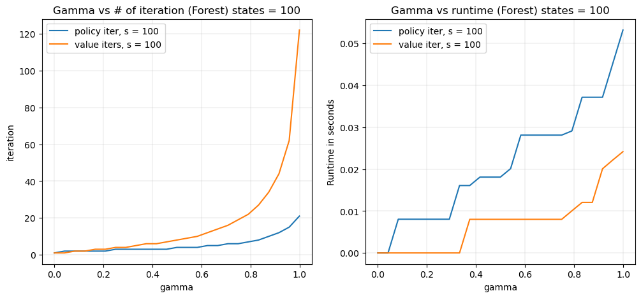 Gamma vs # of iteration (Forest) states = 100
policy iter, s = 100
value iters, s = 100
120
100
80
60
40
20
0
iteration
0.0 0.2 0.4 0.6 0.8 1.0
gamma
Gamma vs runtime (Forest) states = 100
policy iter, s = 100
value iter, s = 100
0.05
0.04
0.03
0.02
0.01
0.00
Runtime in seconds
0.0 0.2 0.4 0.6 0.8 1.0
gamma